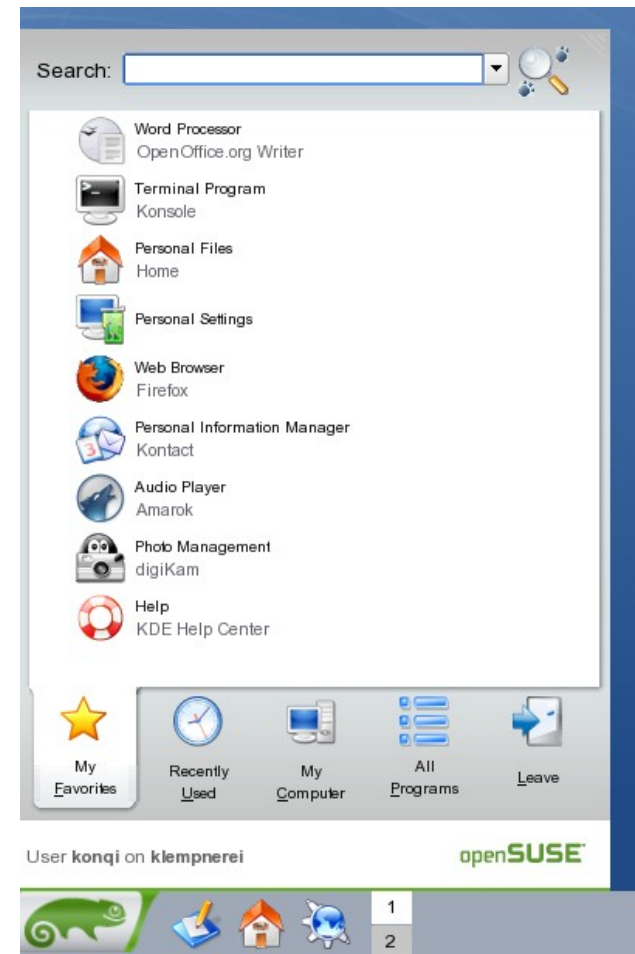 Search:
Word Processor
OpenOffice.org Writer
Terminal Program
Konsole
Personal Files
Home
Personal Settings
Web Browser
Firefox
Personal Information Manager
Kontact
Audio Player
Amarok
Photo Management
digiKam
Help
KDE Help Center
My
Favorites
Recently
Used
My
Computer
All
Programs
Leave
User konqi on klempnerei
openSUSE
1
2